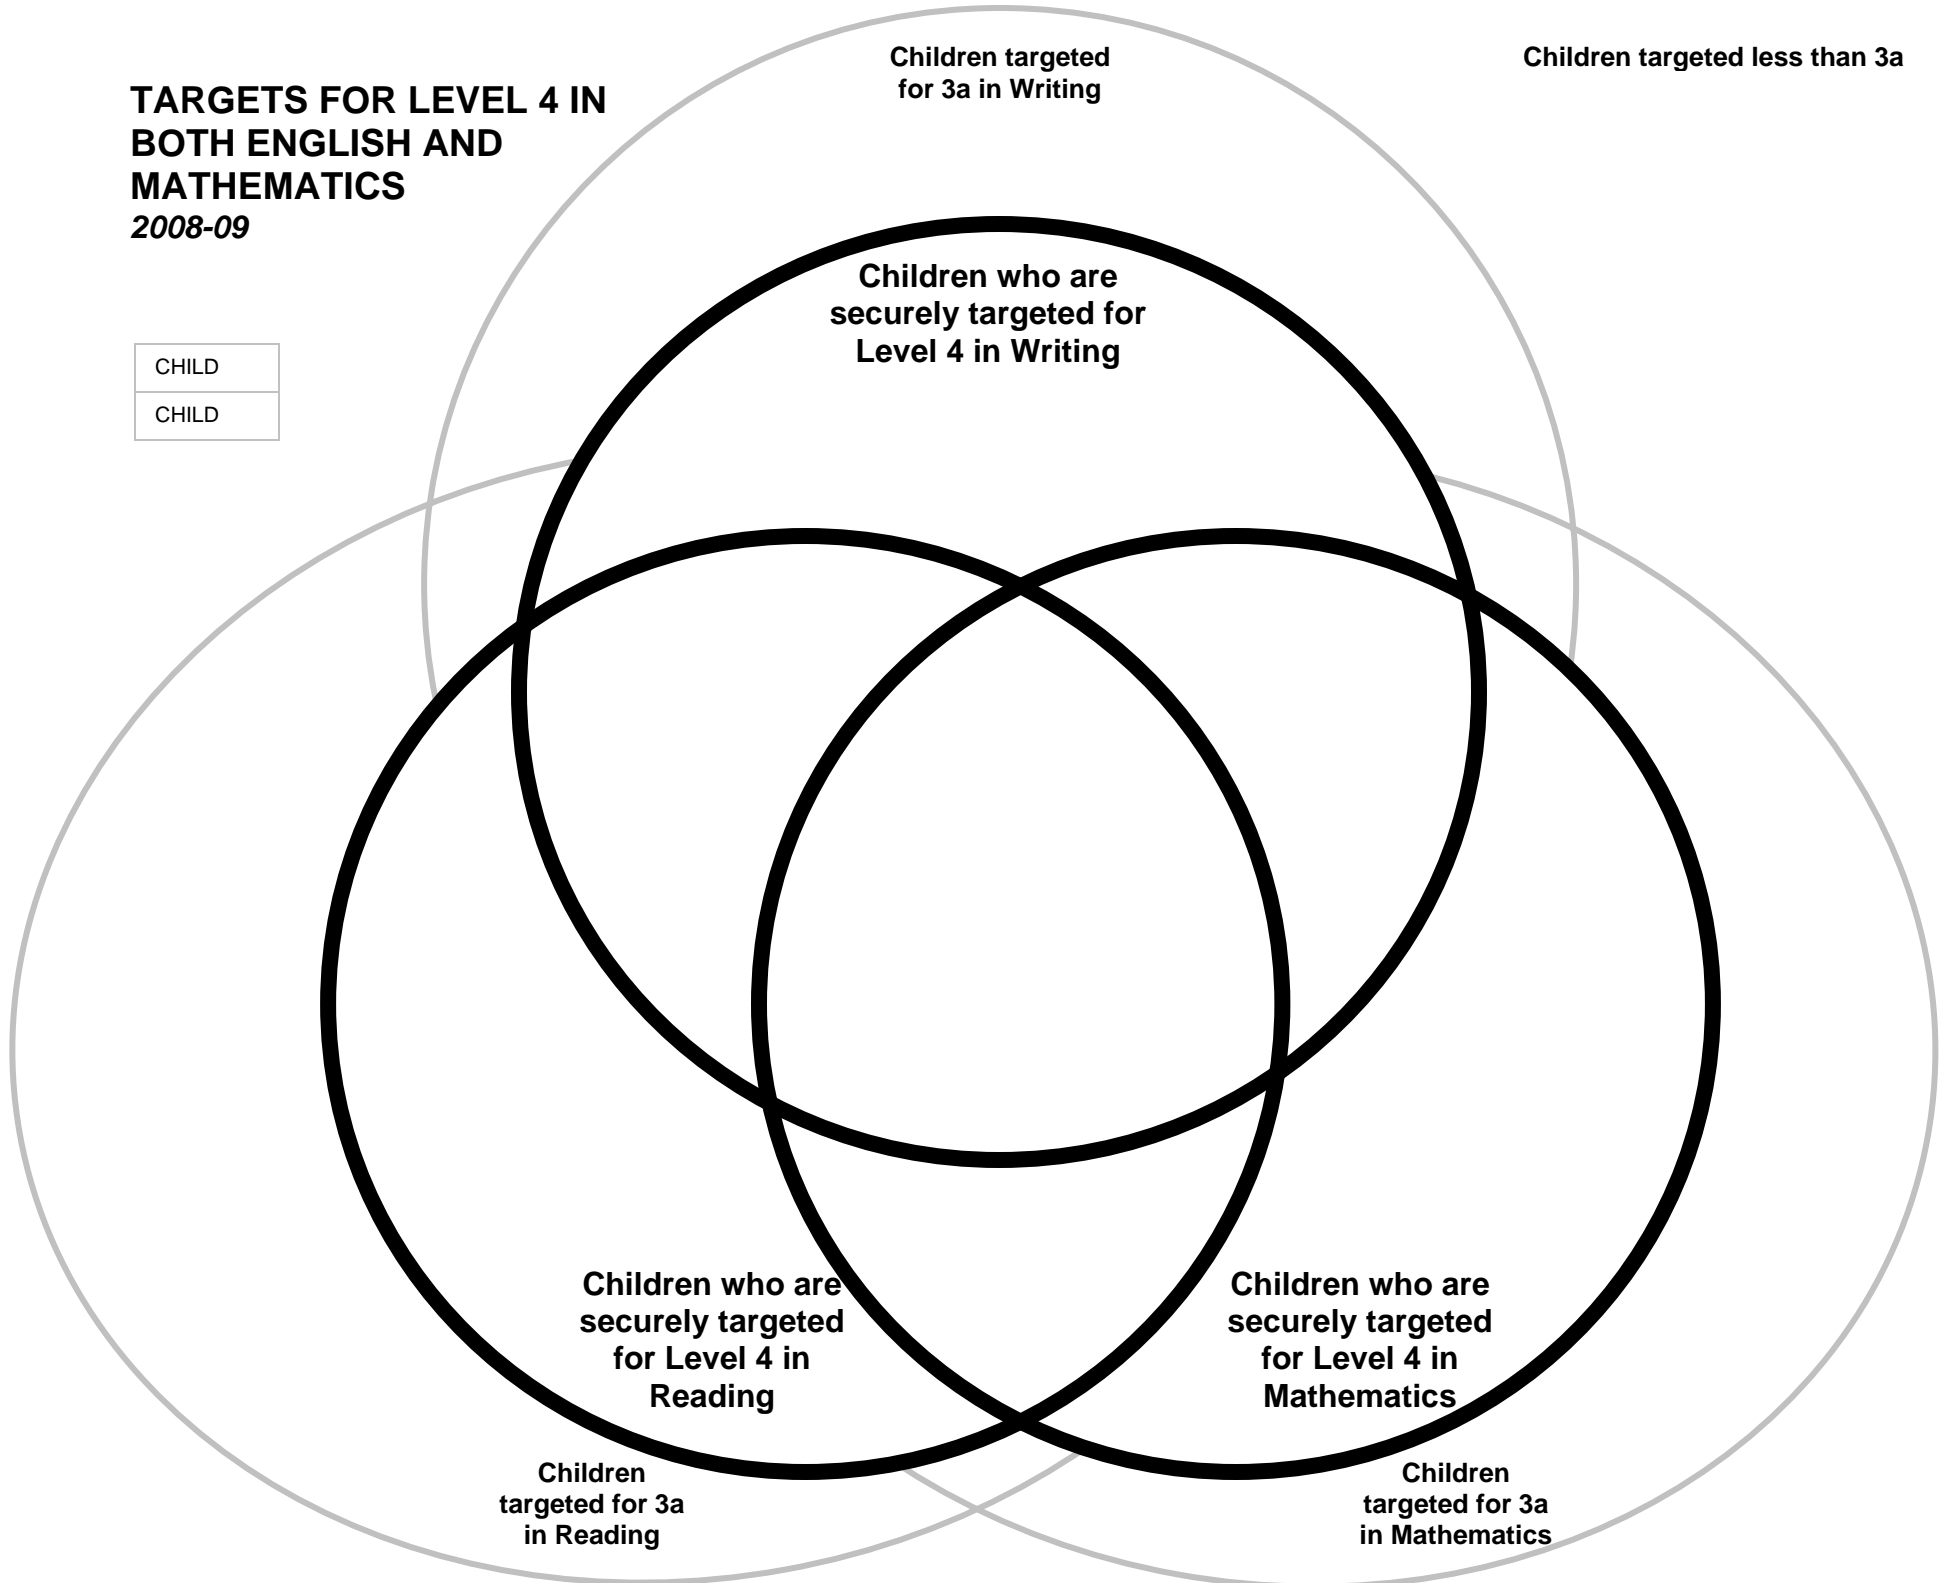 Children targeted
for 3a in Writing
Children targeted less than 3a
TARGETS FOR LEVEL 4 IN
BOTH ENGLISH AND
MATHEMATICS
2008-09
Children who are
securely targeted for
Level 4 in Writing
CHILD
CHILD
Children who are
securely targeted
for Level 4 in
Reading
Children who are
securely targeted
for Level 4 in
Mathematics
Children
targeted for 3a
in Reading
Children
targeted for 3a
in Mathematics